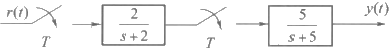 r(t) T 2/(s+2) T 5/(s+5) y(t)